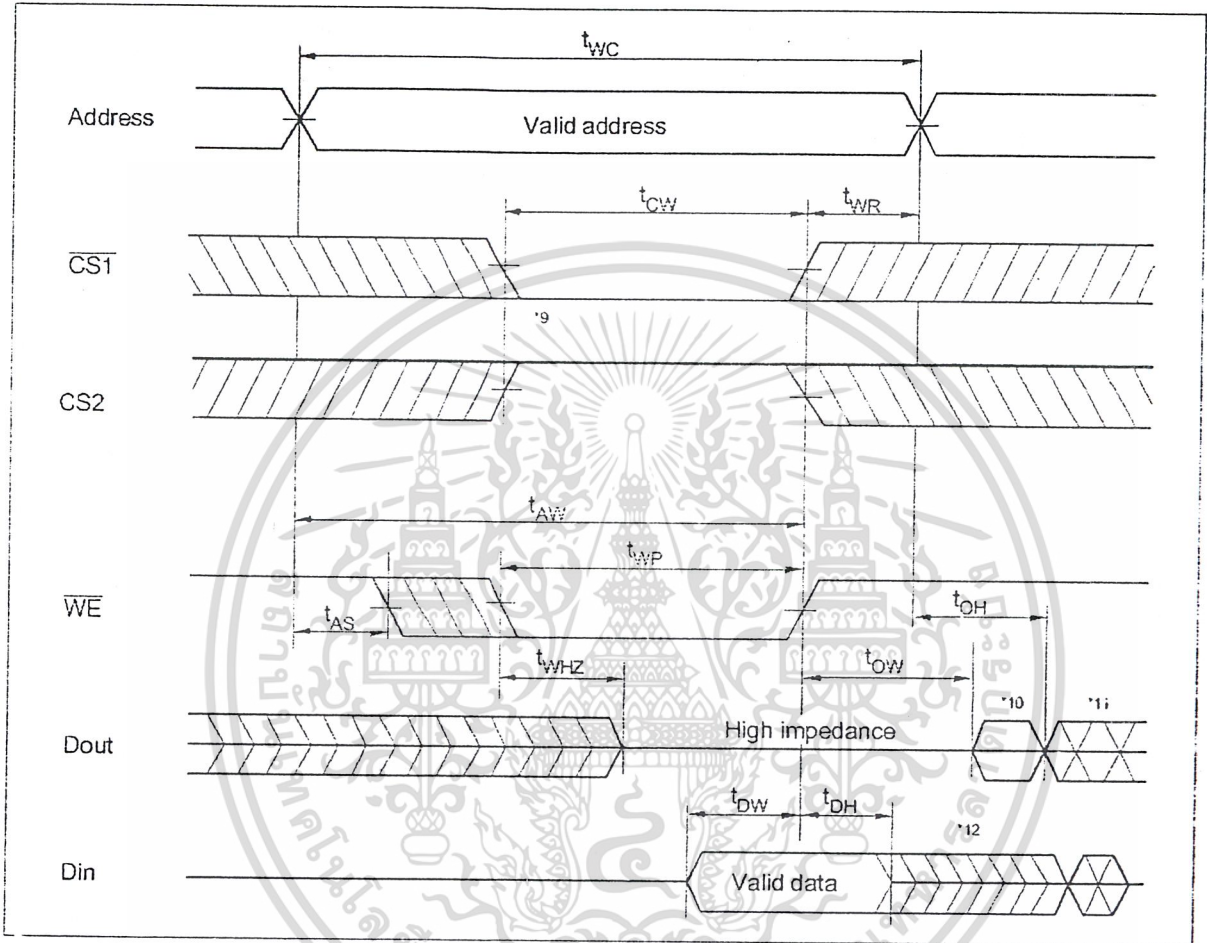 tWC
Address
Valid address
tCW
tWR
CS1
*9
CS2
tAW
tWP
WE
tAS
tOH
tWHZ
tOW
*10
*11
Dout
High impedance
tDW
tDH
*12
Din
Valid data